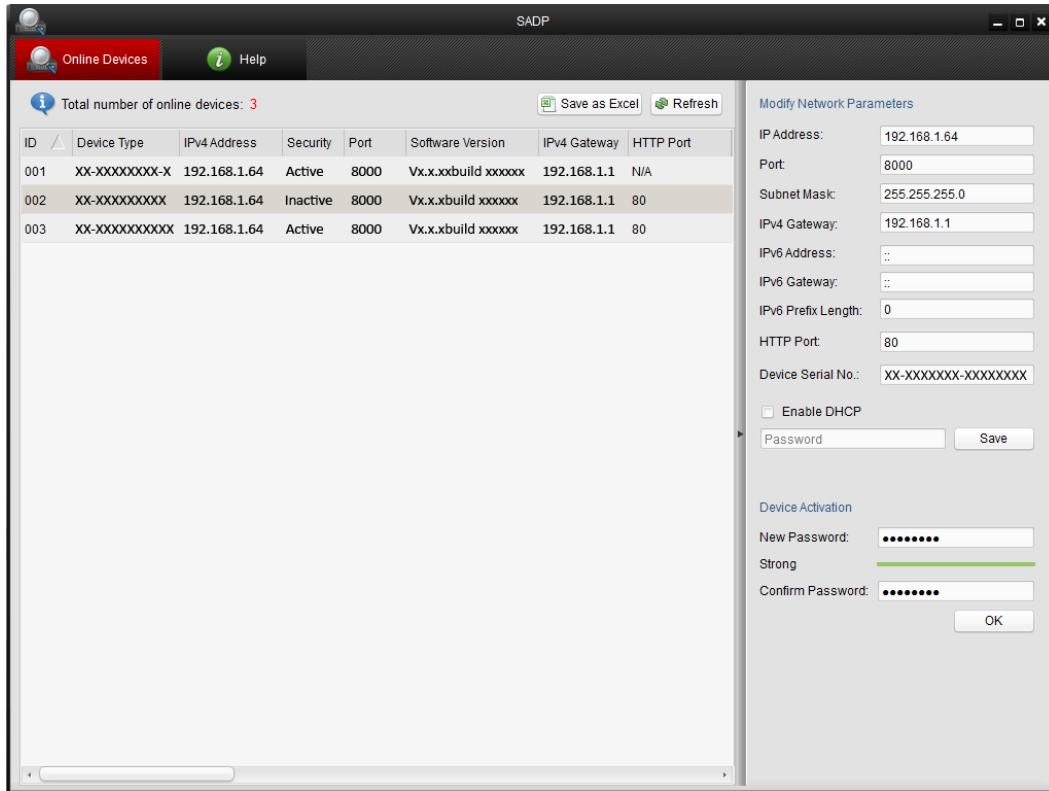 SADP
Online Devices Help
Total number of online devices: 3 Save as Excel Refresh
ID Device Type IPv4 Address Security Port Software Version IPv4 Gateway HTTP Port
001 XX-XXXXXXXX-X 192.168.1.64 Active 8000 Vx.x.xxbuild xxxxxx 192.168.1.1 N/A
002 XX-XXXXXXXXX 192.168.1.64 Inactive 8000 Vx.x.xbuild xxxxxx 192.168.1.1 80
003 XX-XXXXXXXXXX 192.168.1.64 Active 8000 Vx.x.xbuild xxxxxx 192.168.1.1 80
Modify Network Parameters
IP Address: 192.168.1.64
Port: 8000
Subnet Mask: 255.255.255.0
IPv4 Gateway: 192.168.1.1
IPv6 Address: ::
IPv6 Gateway: ::
IPv6 Prefix Length: 0
HTTP Port: 80
Device Serial No.: XX-XXXXXXX-XXXXXXXX
Enable DHCP
Password Save
Device Activation
New Password: ●●●●●●●●
Strong
Confirm Password: ●●●●●●●●
OK